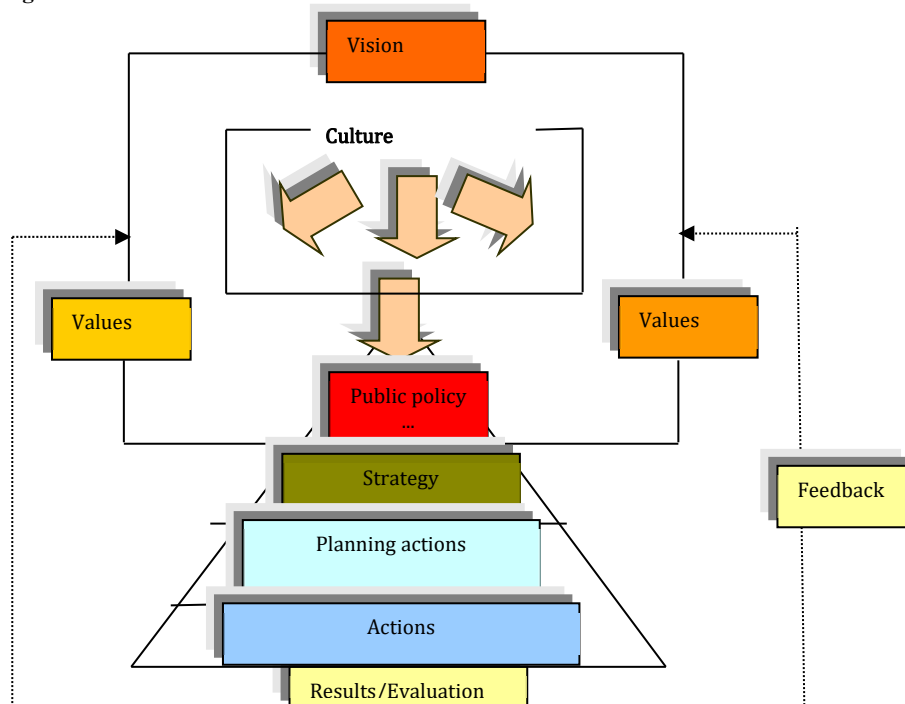 Vision
Culture
Values
Values
Public policy
...
Strategy
Feedback
Planning actions
Actions
Results/Evaluation